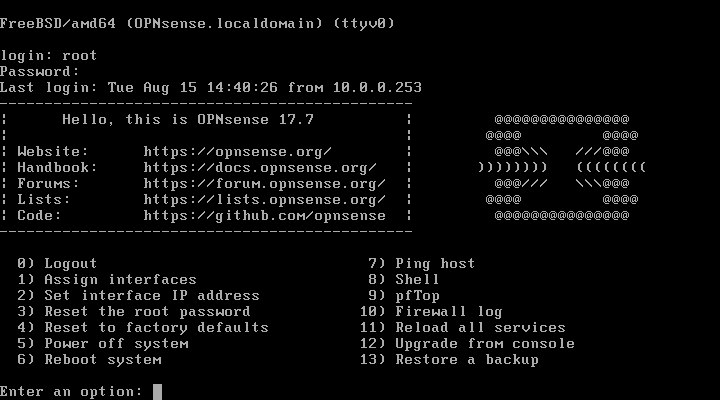 FreeBSD/amd64 (OPNsense.localdomain) (ttyv0)

login: root
Password:
Last login: Tue Aug 15 14:40:26 from 10.0.0.253
----------------------------------------------
¦      Hello, this is OPNsense 17.7          ¦         @@@@@@@@@@@@@@@
¦                                            ¦        @@@@         @@@@
¦ Website:      https://opnsense.org/        ¦         @@@\\\   ///@@@
¦ Handbook:     https://docs.opnsense.org/   ¦       ))))))))   ((((((((
¦ Forums:       https://forum.opnsense.org/  ¦         @@@///   \\\@@@
¦ Lists:        https://lists.opnsense.org/  ¦        @@@@         @@@@
¦ Code:         https://github.com/opnsense  ¦         @@@@@@@@@@@@@@@
----------------------------------------------

  0) Logout                              7) Ping host
  1) Assign interfaces                   8) Shell
  2) Set interface IP address            9) pfTop
  3) Reset the root password            10) Firewall log
  4) Reset to factory defaults          11) Reload all services
  5) Power off system                   12) Upgrade from console
  6) Reboot system                      13) Restore a backup

Enter an option: